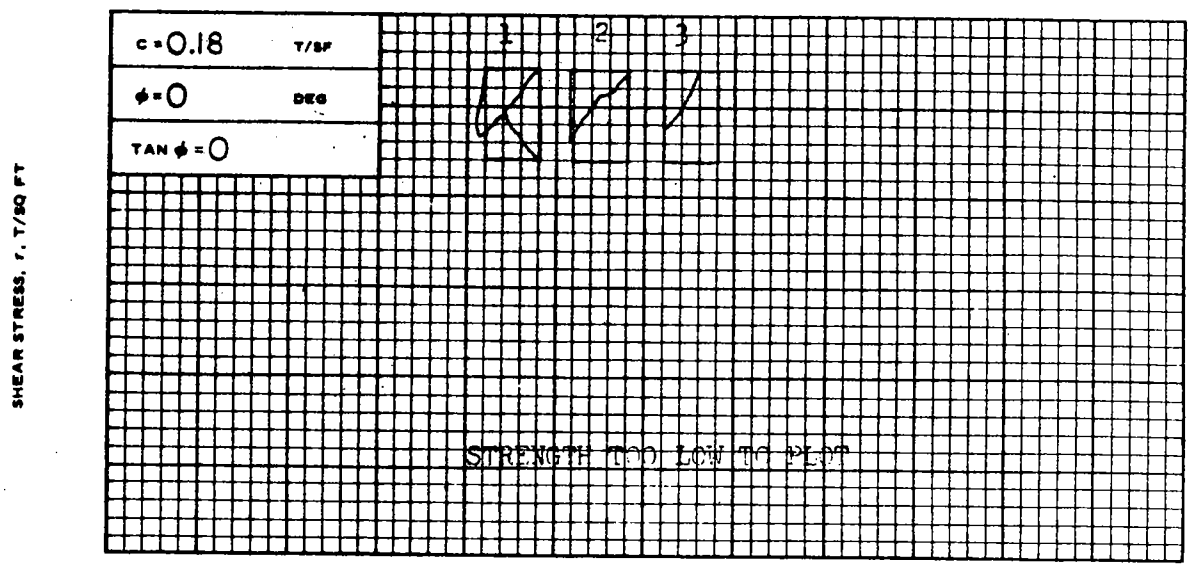 C = 0.18 T/SF
φ = 0 DEG
TAN φ = 0
1 2 3
SHEAR STRESS, τ, T/SQ FT
STRENGTH TOO LOW TO PLOT